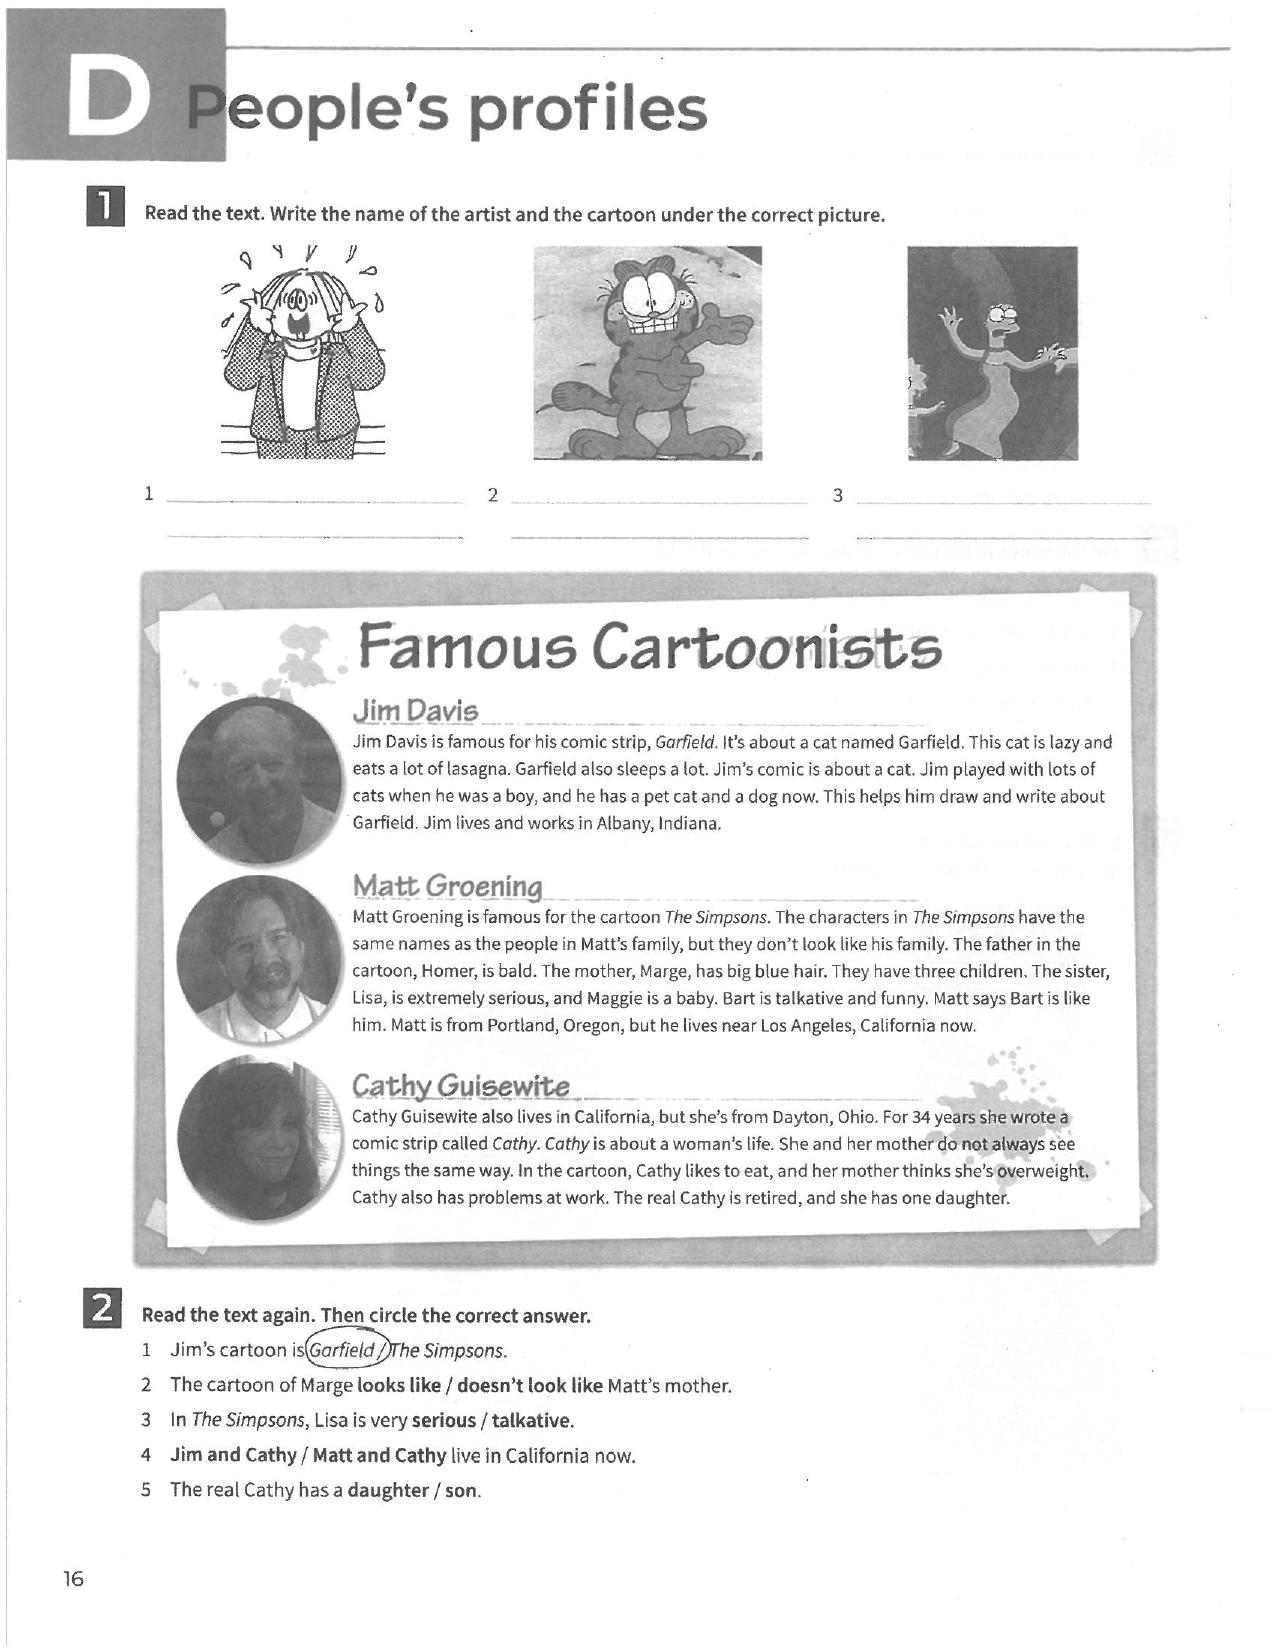 D People's profiles
1 Read the text. Write the name of the artist and the cartoon under the correct picture.
1
2
3
Famous Cartoonists
Jim Davis
Jim Davis is famous for his comic strip, Garfield. It's about a cat named Garfield. This cat is lazy and
eats a lot of lasagna. Garfield also sleeps a lot. Jim's comic is about a cat. Jim played with lots of
cats when he was a boy, and he has a pet cat and a dog now. This helps him draw and write about
Garfield. Jim lives and works in Albany, Indiana.
Matt Groening
Matt Groening is famous for the cartoon The Simpsons. The characters in The Simpsons have the
same names as the people in Matt's family, but they don't look like his family. The father in the
cartoon, Homer, is bald. The mother, Marge, has big blue hair. They have three children. The sister,
Lisa, is extremely serious, and Maggie is a baby. Bart is talkative and funny. Matt says Bart is like
him. Matt is from Portland, Oregon, but he lives near Los Angeles, California now.
Cathy Guisewite
Cathy Guisewite also lives in California, but she's from Dayton, Ohio. For 34 years she wrote a
comic strip called Cathy. Cathy is about a woman's life. She and her mother do not always see
things the same way. In the cartoon, Cathy likes to eat, and her mother thinks she's overweight.
Cathy also has problems at work. The real Cathy is retired, and she has one daughter.
2 Read the text again. Then circle the correct answer.
1 Jim's cartoon is Garfield / The Simpsons.
2 The cartoon of Marge looks like / doesn't look like Matt's mother.
3 In The Simpsons, Lisa is very serious / talkative.
4 Jim and Cathy / Matt and Cathy live in California now.
5 The real Cathy has a daughter / son.
16